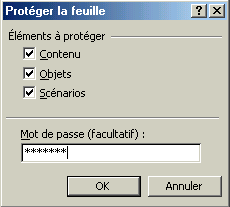 Protéger la feuille
Éléments à protéger
Contenu
Objets
Scénarios
Mot de passe (facultatif) :
*******
OK
Annuler